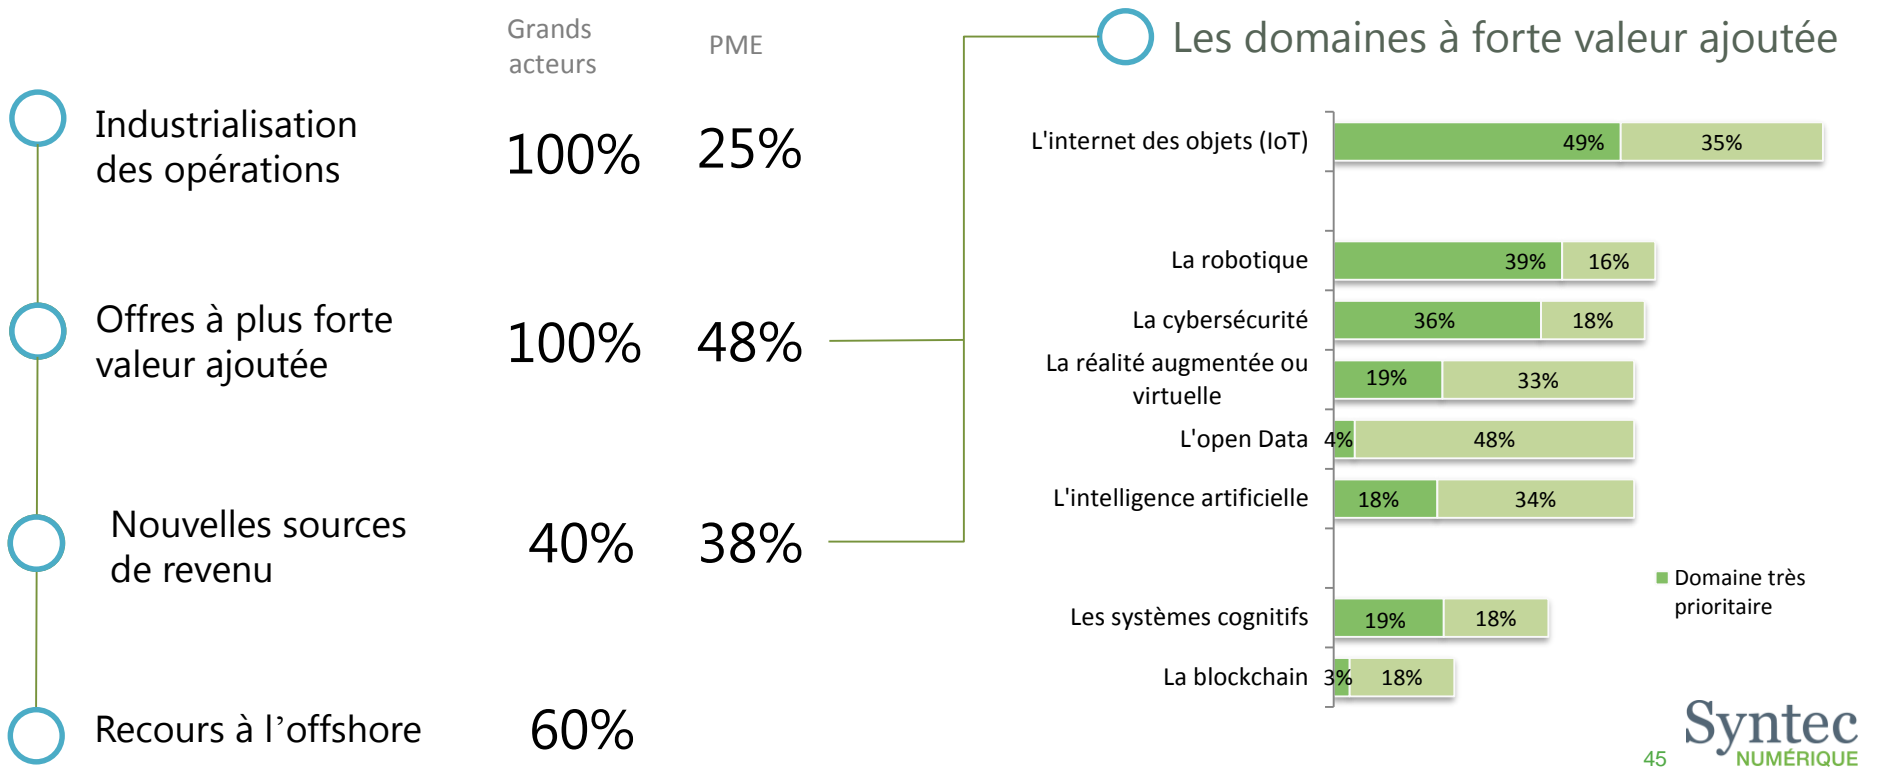 Grands
acteurs
PME
Les domaines à forte valeur ajoutée
Industrialisation
des opérations
100%
25%
Offres à plus forte
valeur ajoutée
100%
48%
Nouvelles sources
de revenu
40%
38%
Recours à l’offshore
60%
L'internet des objets (IoT)
49%
35%
La robotique
39%
16%
La cybersécurité
36%
18%
La réalité augmentée ou
virtuelle
19%
33%
L'open Data
4%
48%
L'intelligence artificielle
18%
34%
Les systèmes cognitifs
19%
18%
La blockchain
3%
18%
Domaine très
prioritaire
45
Syntec
NUMÉRIQUE